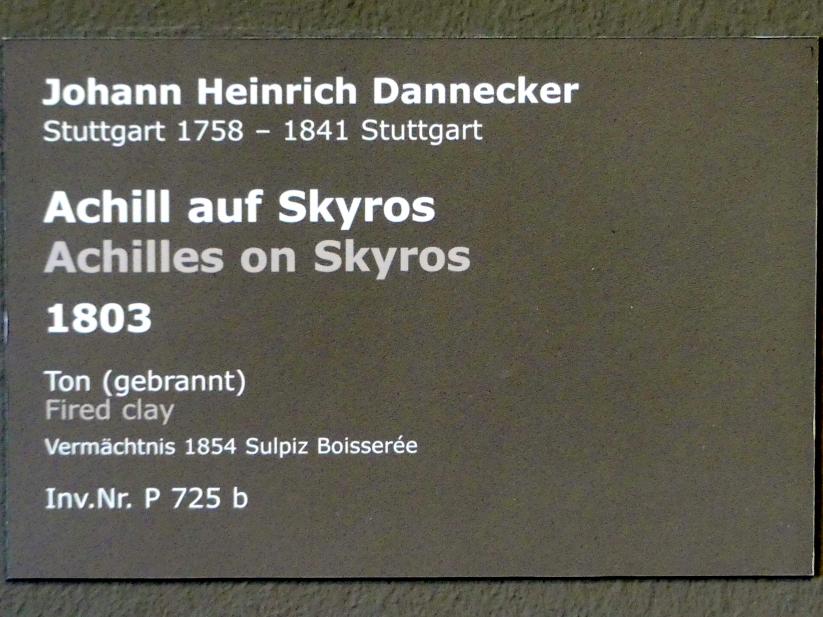 Johann Heinrich Dannecker
Stuttgart 1758 – 1841 Stuttgart
Achill auf Skyros
Achilles on Skyros
1803
Ton (gebrannt)
Fired clay
Vermächtnis 1854 Sulpiz Boisserée
Inv.Nr. P 725 b